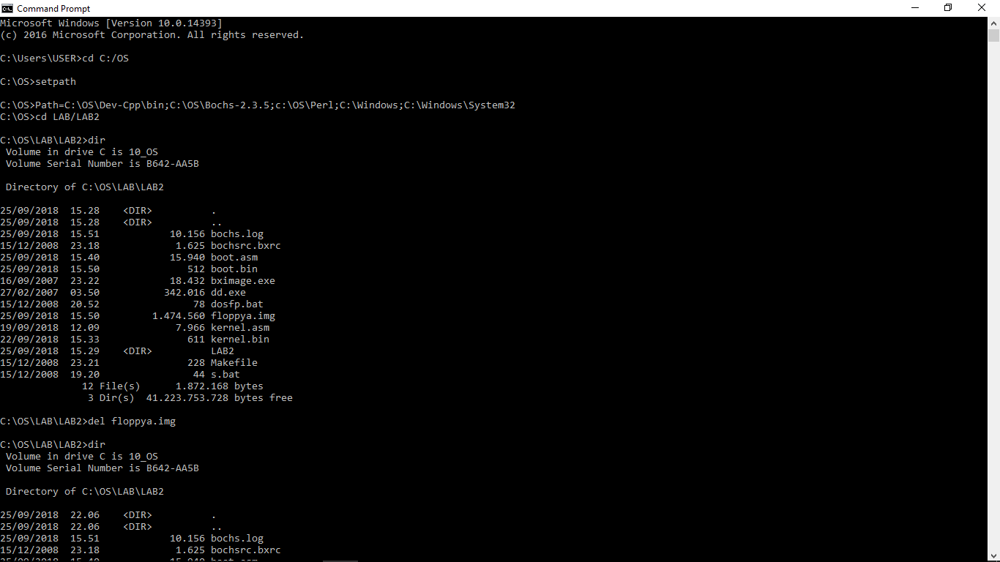 Command Prompt
Microsoft Windows [Version 10.0.14393]
(c) 2016 Microsoft Corporation. All rights reserved.
C:\Users\USER>cd C:/OS
C:\OS>setpath
C:\OS>Path=C:\OS\Dev-Cpp\bin;C:\OS\Bochs-2.3.5;c:\OS\Perl;C:\Windows;C:\Windows\System32
C:\OS>cd LAB/LAB2
C:\OS\LAB\LAB2>dir
 Volume in drive C is 10_OS
 Volume Serial Number is B642-AA5B
 Directory of C:\OS\LAB\LAB2
25/09/2018  15.28    <DIR>          .
25/09/2018  15.28    <DIR>          ..
25/09/2018  15.51            10.156 bochs.log
15/12/2008  23.18             1.625 bochsrc.bxrc
25/09/2018  15.40            15.940 boot.asm
25/09/2018  15.50               512 boot.bin
16/09/2007  23.22            18.432 bximage.exe
27/02/2007  03.50           342.016 dd.exe
15/12/2008  20.52                78 dosfp.bat
25/09/2018  15.50         1.474.560 floppya.img
19/09/2018  12.09             7.966 kernel.asm
22/09/2018  15.33               611 kernel.bin
25/09/2018  15.29    <DIR>          LAB2
15/12/2008  23.21               228 Makefile
15/12/2008  19.20                44 s.bat
              12 File(s)      1.872.168 bytes
               3 Dir(s)  41.223.753.728 bytes free
C:\OS\LAB\LAB2>del floppya.img
C:\OS\LAB\LAB2>dir
 Volume in drive C is 10_OS
 Volume Serial Number is B642-AA5B
 Directory of C:\OS\LAB\LAB2
25/09/2018  22.06    <DIR>          .
25/09/2018  22.06    <DIR>          ..
25/09/2018  15.51            10.156 bochs.log
15/12/2008  23.18             1.625 bochsrc.bxrc